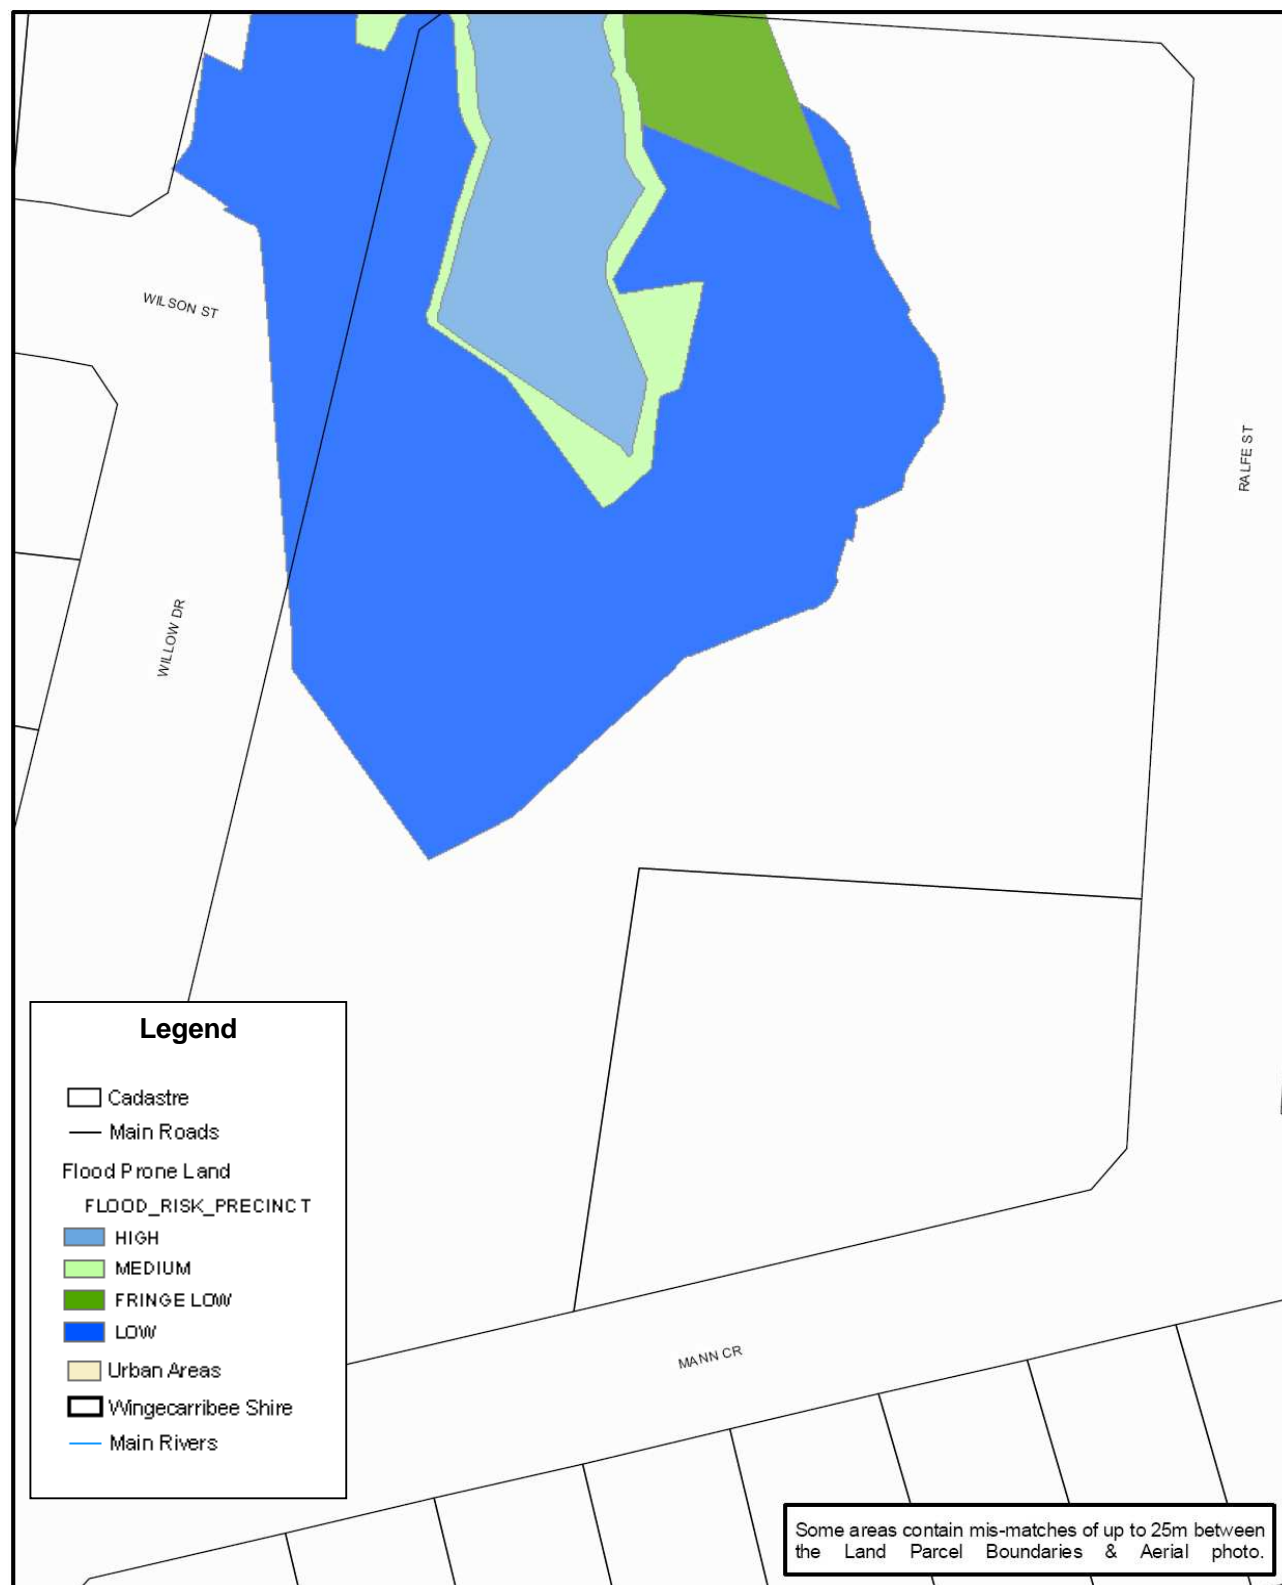 WILSON ST
RALFE ST
WILLOW DR
Legend
Cadastre
Main Roads
Flood Prone Land
FLOOD_RISK_PRECINCT
HIGH
MEDIUM
FRINGE LOW
LOW
Urban Areas
Wingecarribee Shire
Main Rivers
MANN CR
Some areas contain mis-matches of up to 25m between
the Land Parcel Boundaries & Aerial photo.